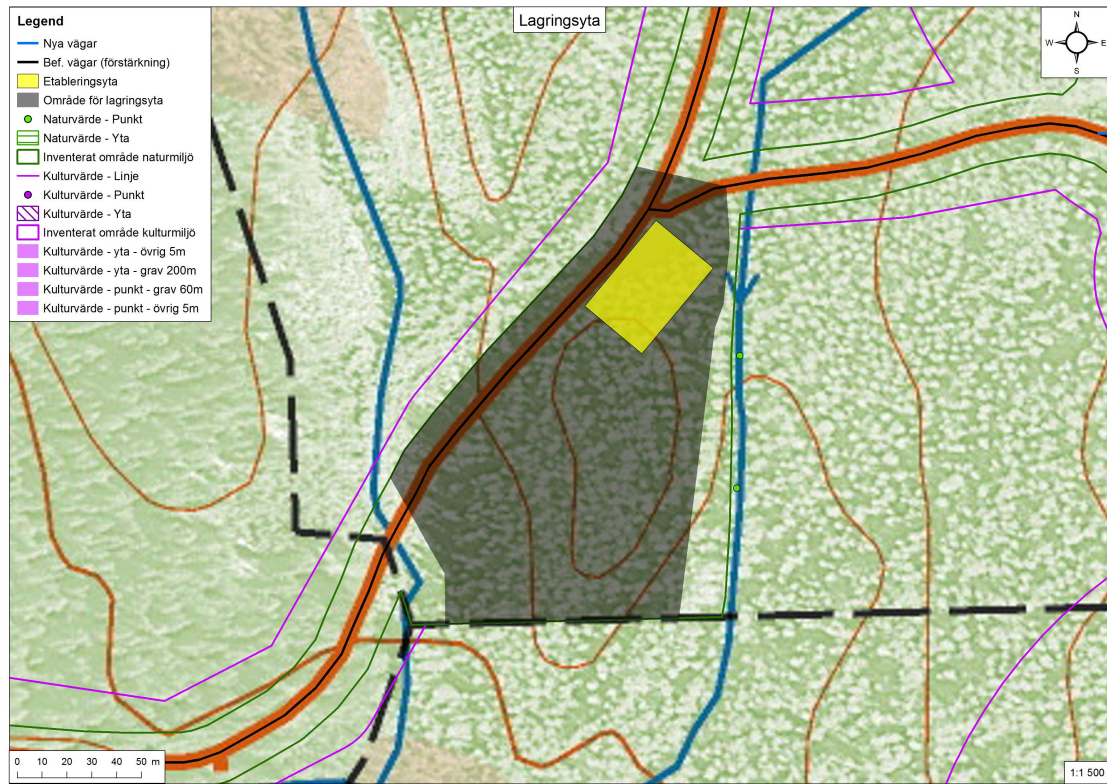 Lagringsyta
Legend
Nya vägar
Bef. vägar (förstärkning)
Etableringsyta
Område för lagringsyta
Naturvärde - Punkt
Naturvärde - Yta
Inventerat område naturmiljö
Kulturvärde - Linje
Kulturvärde - Punkt
Kulturvärde - Yta
Inventerat område kulturmiljö
Kulturvärde - yta - övrig 5m
Kulturvärde - yta - grav 200m
Kulturvärde - punkt - grav 60m
Kulturvärde - punkt - övrig 5m
N
W E
S
0 10 20 30 40 50 m
1:1 500